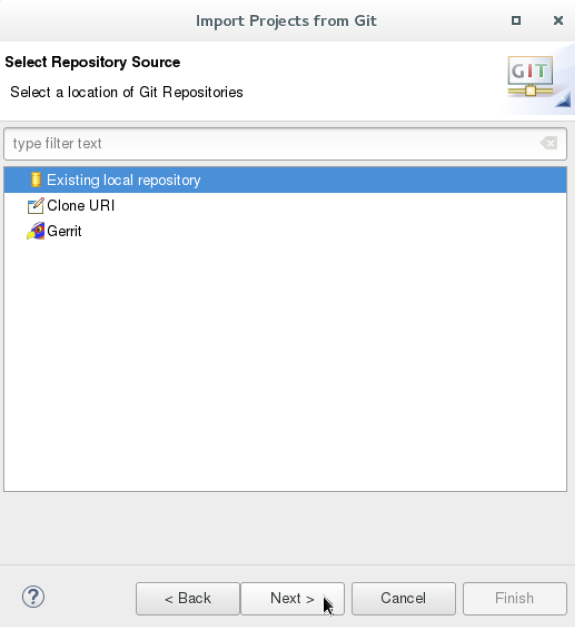 Import Projects from Git
Select Repository Source
Select a location of Git Repositories
GIT
type filter text
Existing local repository
Clone URI
Gerrit
?
< Back
Next >
Cancel
Finish